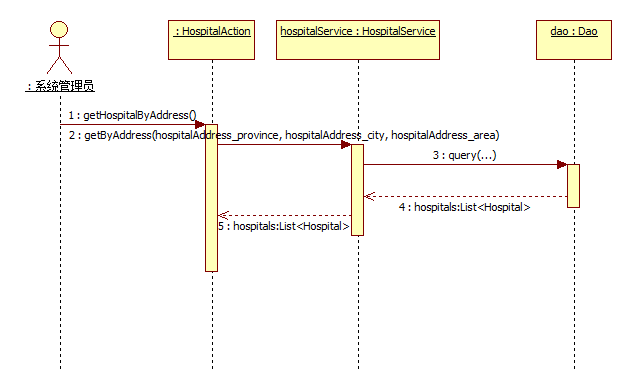 : HospitalAction
hospitalService : HospitalService
dao : Dao
: 系统管理员
1 : getHospitalByAddress()
2 : getByAddress(hospitalAddress_province, hospitalAddress_city, hospitalAddress_area)
3 : query(...)
4 : hospitals:List<Hospital>
5 : hospitals:List<Hospital>